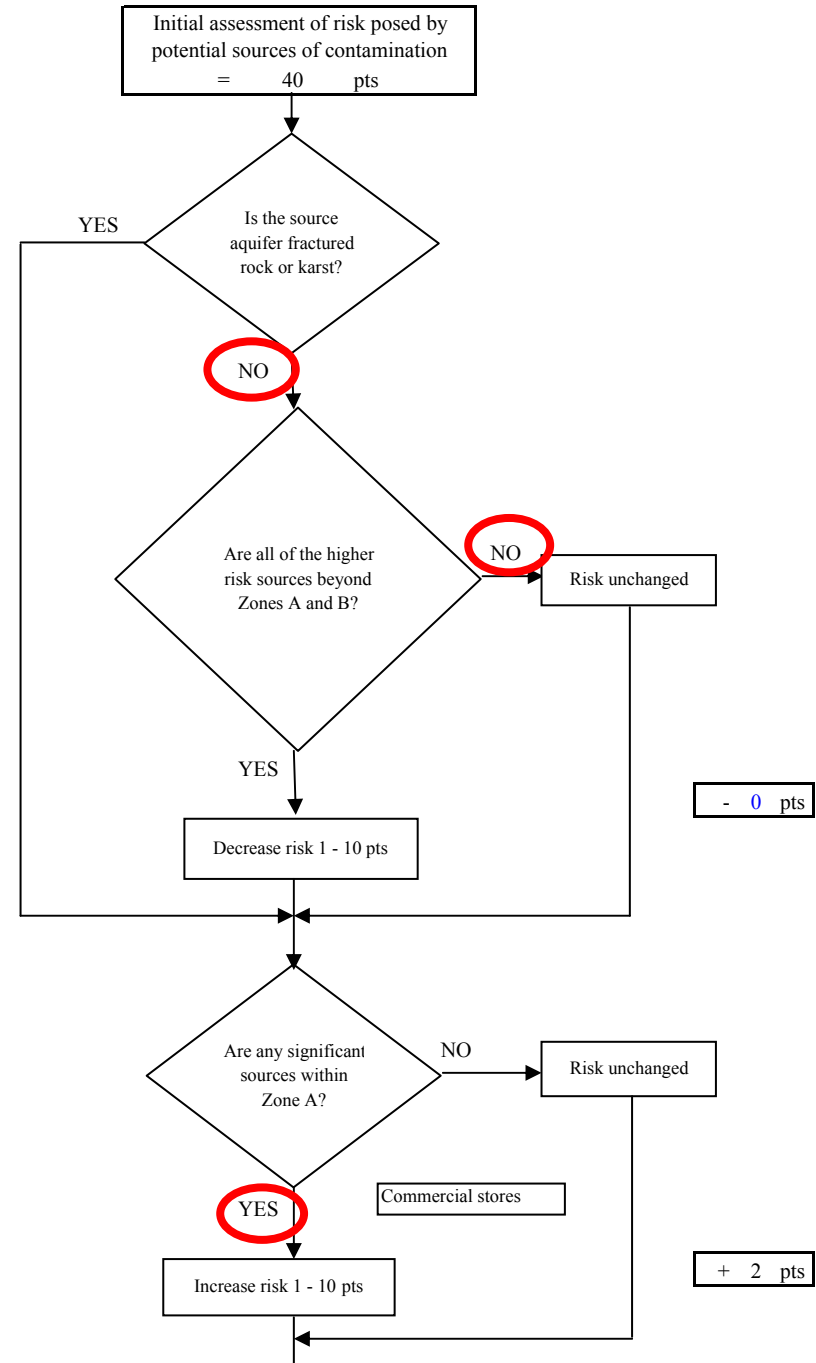 Initial assessment of risk posed by
potential sources of contamination
= 40 pts
YES
Is the source
aquifer fractured
rock or karst?
NO
Are all of the higher
risk sources beyond
Zones A and B?
NO
Risk unchanged
YES
- 0 pts
Decrease risk 1 - 10 pts
Are any significant
sources within
Zone A?
NO
Risk unchanged
Commercial stores
YES
Increase risk 1 - 10 pts
+ 2 pts